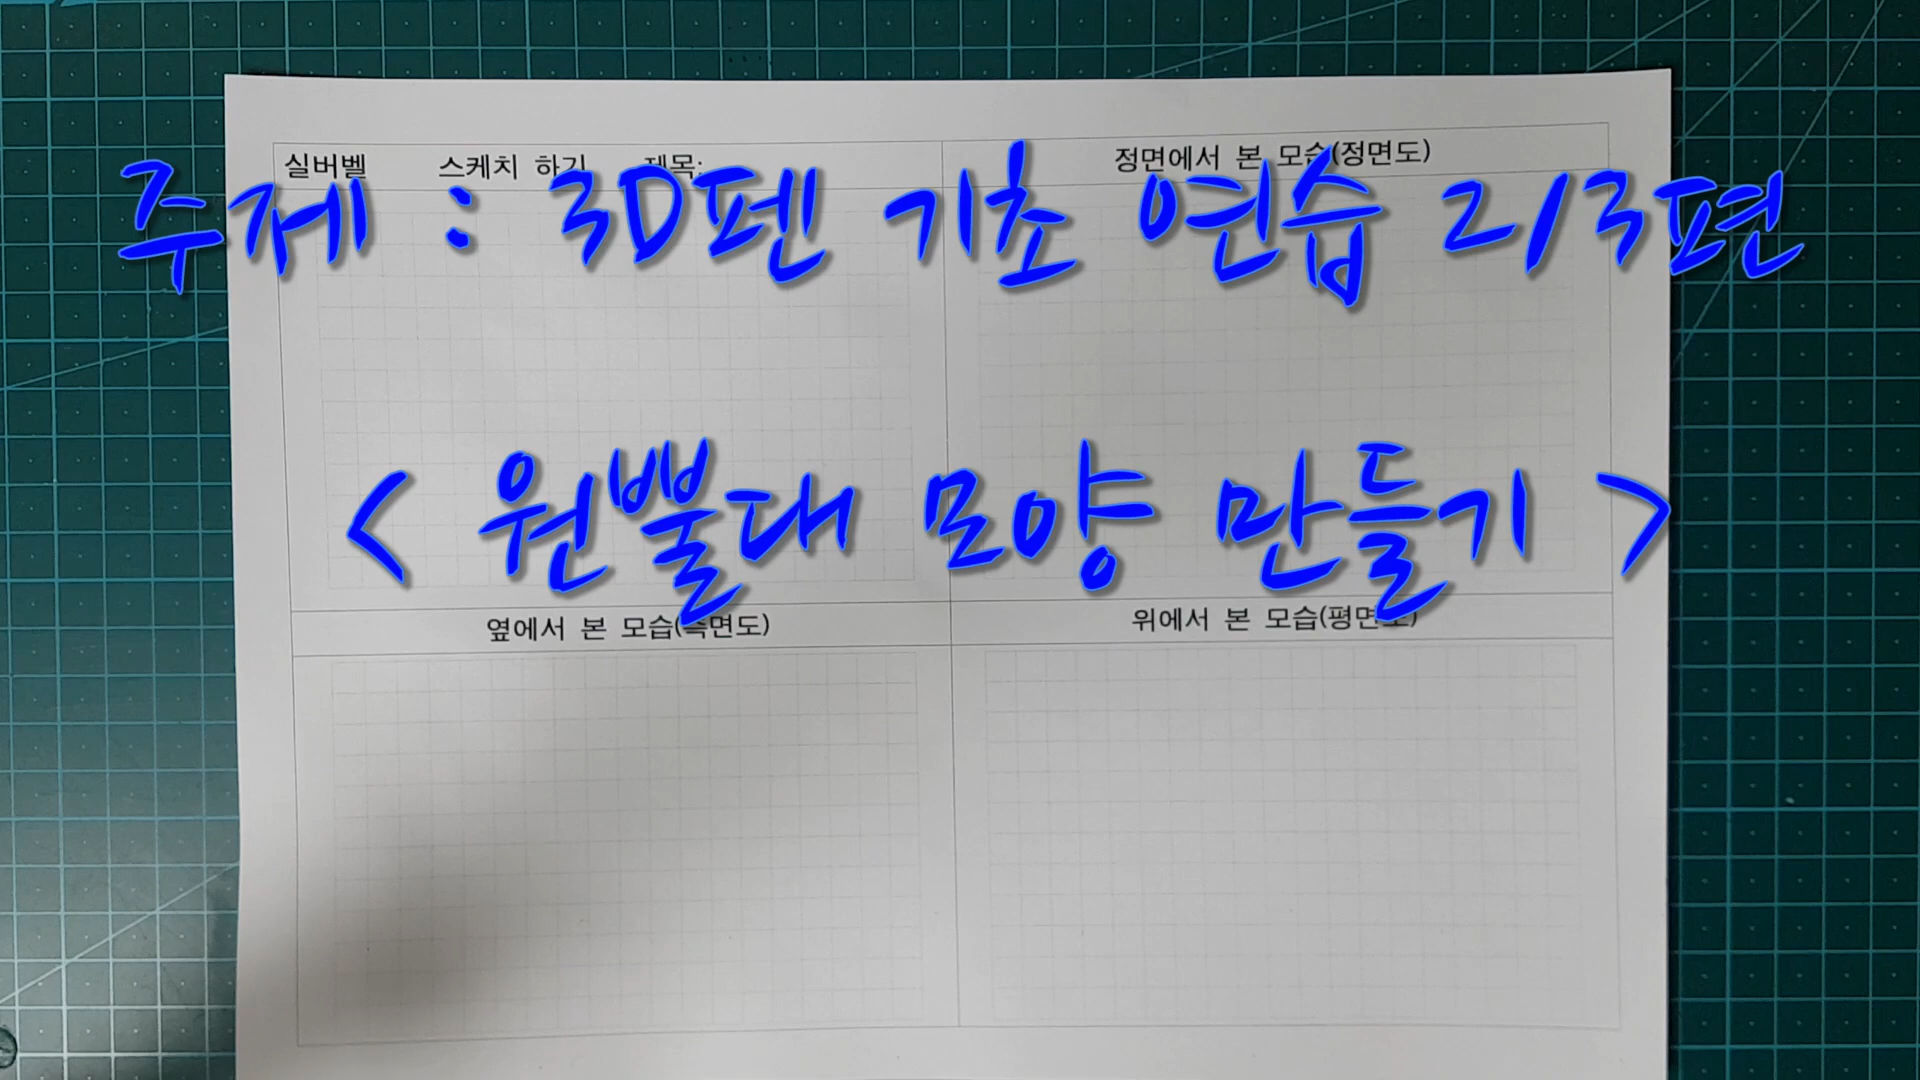 실버벨 스케치 하기 제목:
정면에서 본 모습(정면도)
주제 : 3D펜 기초 연습 2/3편
< 원뿔대 모양 만들기 >
옆에서 본 모습(측면도)
위에서 본 모습(평면도)